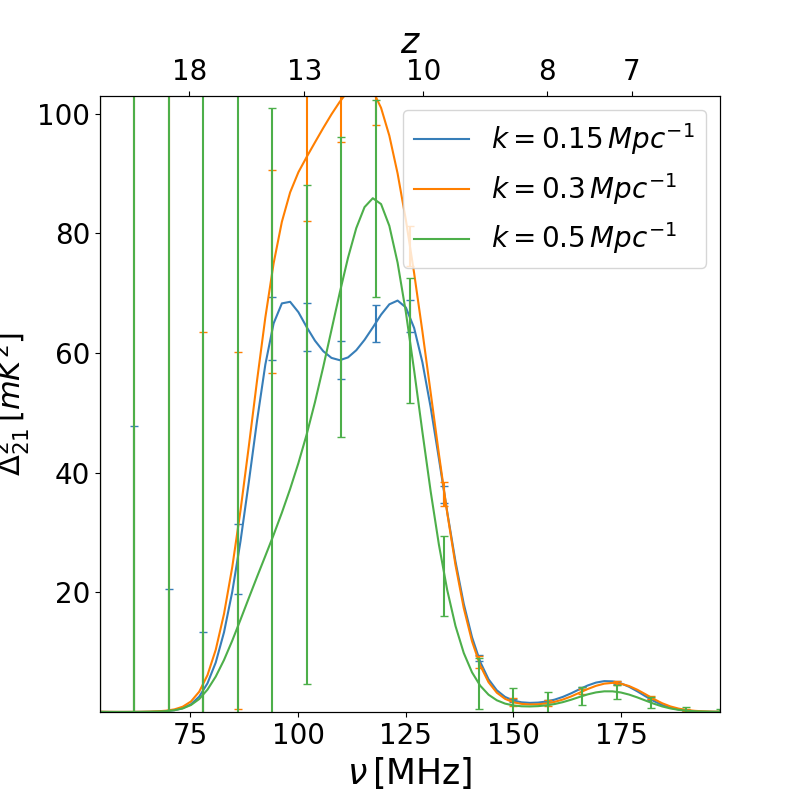 z
18 13 10 8 7
100
80
60
40
20
Δ²₂₁ [mK²]
k = 0.15 Mpc⁻¹
k = 0.3 Mpc⁻¹
k = 0.5 Mpc⁻¹
75 100 125 150 175
ν [MHz]